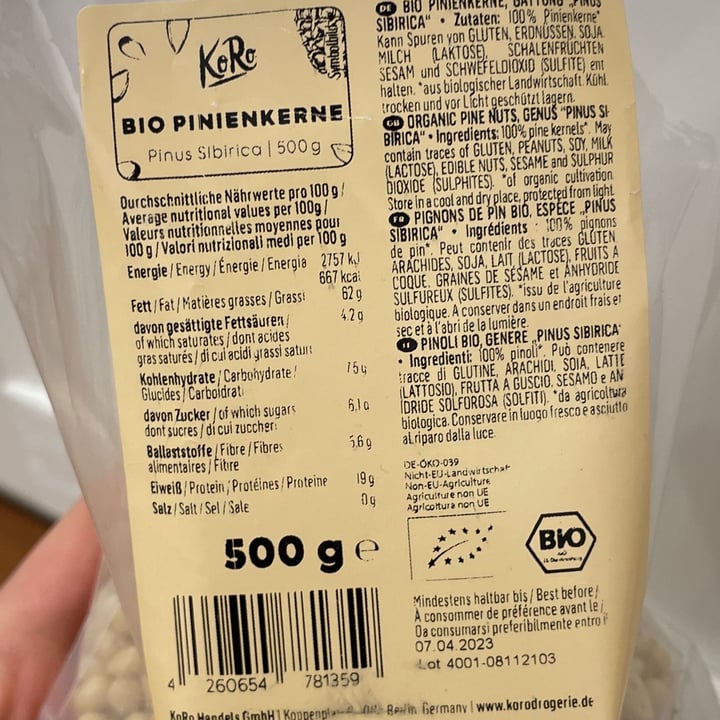 KoRo
Symbolbild
BIO PINIENKERNE
Pinus Sibirica | 500g
Durchschnittliche Nährwerte pro 100 g /
Average nutritional values per 100g /
Valeurs nutritionnelles moyennes pour
100 g / Valori nutrizionali medi per 100 g
Energie / Energy / Énergie / Energia 2757 kJ
667 kcal
Fett / Fat / Matières grasses / Grassi 62 g
davon gesättigte Fettsäuren / 4,2 g
of which saturates / dont acides
gras saturés / di cui acidi grassi saturi
Kohlenhydrate / Carbohydrate /
Glucides / Carboidrati
davon Zucker / of which sugars 6,1 g
dont sucres / di cui zuccheri
Ballaststoffe / Fibre / Fibres 5,6 g
alimentaires / Fibre
Eiweiß / Protein / Protéines / Proteine 19 g
Salz / Salt / Sel / Sale 0 g
500 g e
4 260654 781359
KoRo Handels GmbH | Berlin Germany | www.korodrogerie.de
DE BIO PINIENKERNE, GATTUNG „PINUS
SIBIRICA" • Zutaten: 100% Pinienkerne*
Kann Spuren von GLUTEN, ERDNÜSSEN, SOJA,
MILCH (LAKTOSE), SCHALENFRÜCHTEN
SESAM und SCHWEFELDIOXID (SULFITE) ent
halten. *aus biologischer Landwirtschaft. Kühl,
trocken und vor Licht geschützt lagern.
GB ORGANIC PINE NUTS, GENUS "PINUS SI-
BIRICA" • Ingredients: 100% pine kernels*. May
contain traces of GLUTEN, PEANUTS, SOY, MILK
(LACTOSE), EDIBLE NUTS, SESAME and SULPHUR
DIOXIDE (SULPHITES). *of organic cultivation
Store in a cool and dry place, protected from light.
FR PIGNONS DE PIN BIO, ESPÈCE „PINUS
SIBIRICA" • Ingrédients : 100% pignons
de pin*. Peut contenir des traces GLUTEN,
ARACHIDES, SOJA, LAIT (LACTOSE), FRUITS À
COQUE, GRAINES DE SÉSAME et ANHYDRIDE
SULFUREUX (SULFITES). *issu de l'agriculture
biologique. A conserver dans un endroit frais et
sec et à l'abri de la lumière.
IT PINOLI BIO, GENERE „PINUS SIBIRICA"
• Ingredienti: 100% pinoli*. Può contenere
tracce di GLUTINE, ARACHIDI, SOIA, LATTE
(LATTOSIO), FRUTTA A GUSCIO, SESAMO e AN
IDRIDE SOLFOROSA (SOLFITI). *da agricoltura
biologica. Conservare in luogo fresco e asciutto
al riparo dalla luce.
DE-ÖKO-039
Nicht-EU-Landwirtschaft
Non-EU-Agriculture
Agriculture non UE
Agricoltura non UE
BIO
Mindestens haltbar bis / Best before /
À consommer de préférence avant le /
Da consumarsi preferibilmente entro il
07.04.2023
Lot 4001-08112103